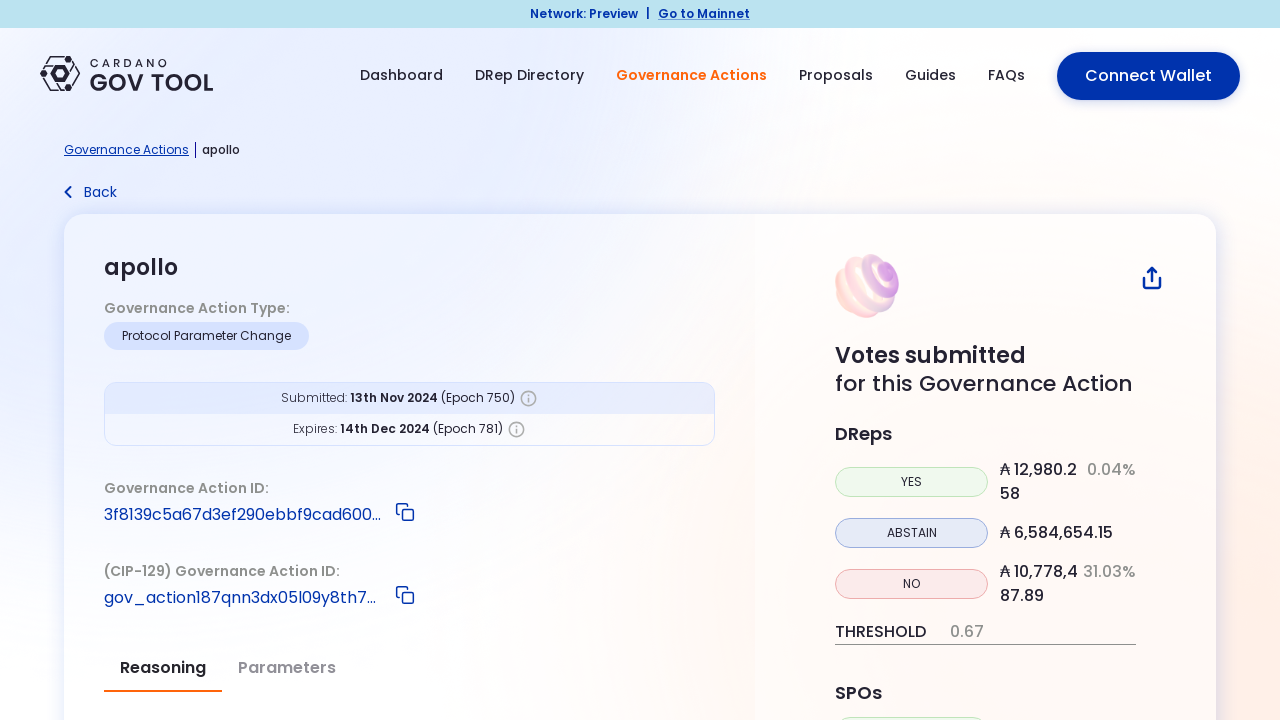 Network: Preview | Go to Mainnet
CARDANO
GOV TOOL
Dashboard DRep Directory Governance Actions Proposals Guides FAQs Connect Wallet
Governance Actions | apollo
Back
apollo
Governance Action Type:
Protocol Parameter Change
Submitted: 13th Nov 2024 (Epoch 750)
Expires: 14th Dec 2024 (Epoch 781)
Governance Action ID:
3f8139c5a67d3ef290ebbf9cad600...
(CIP-129) Governance Action ID:
gov_action187qnn3dx05l09y8th7...
Reasoning Parameters
Votes submitted
for this Governance Action
DReps
YES ₳ 12,980.2 0.04%
58
ABSTAIN ₳ 6,584,654.15
NO ₳ 10,778,4 31.03%
87.89
THRESHOLD 0.67
SPOs